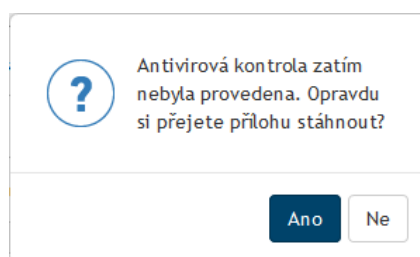 Antivirová kontrola zatím
nebyla provedena. Opravdu
si přejete přílohu stáhnout?
Ano
Ne